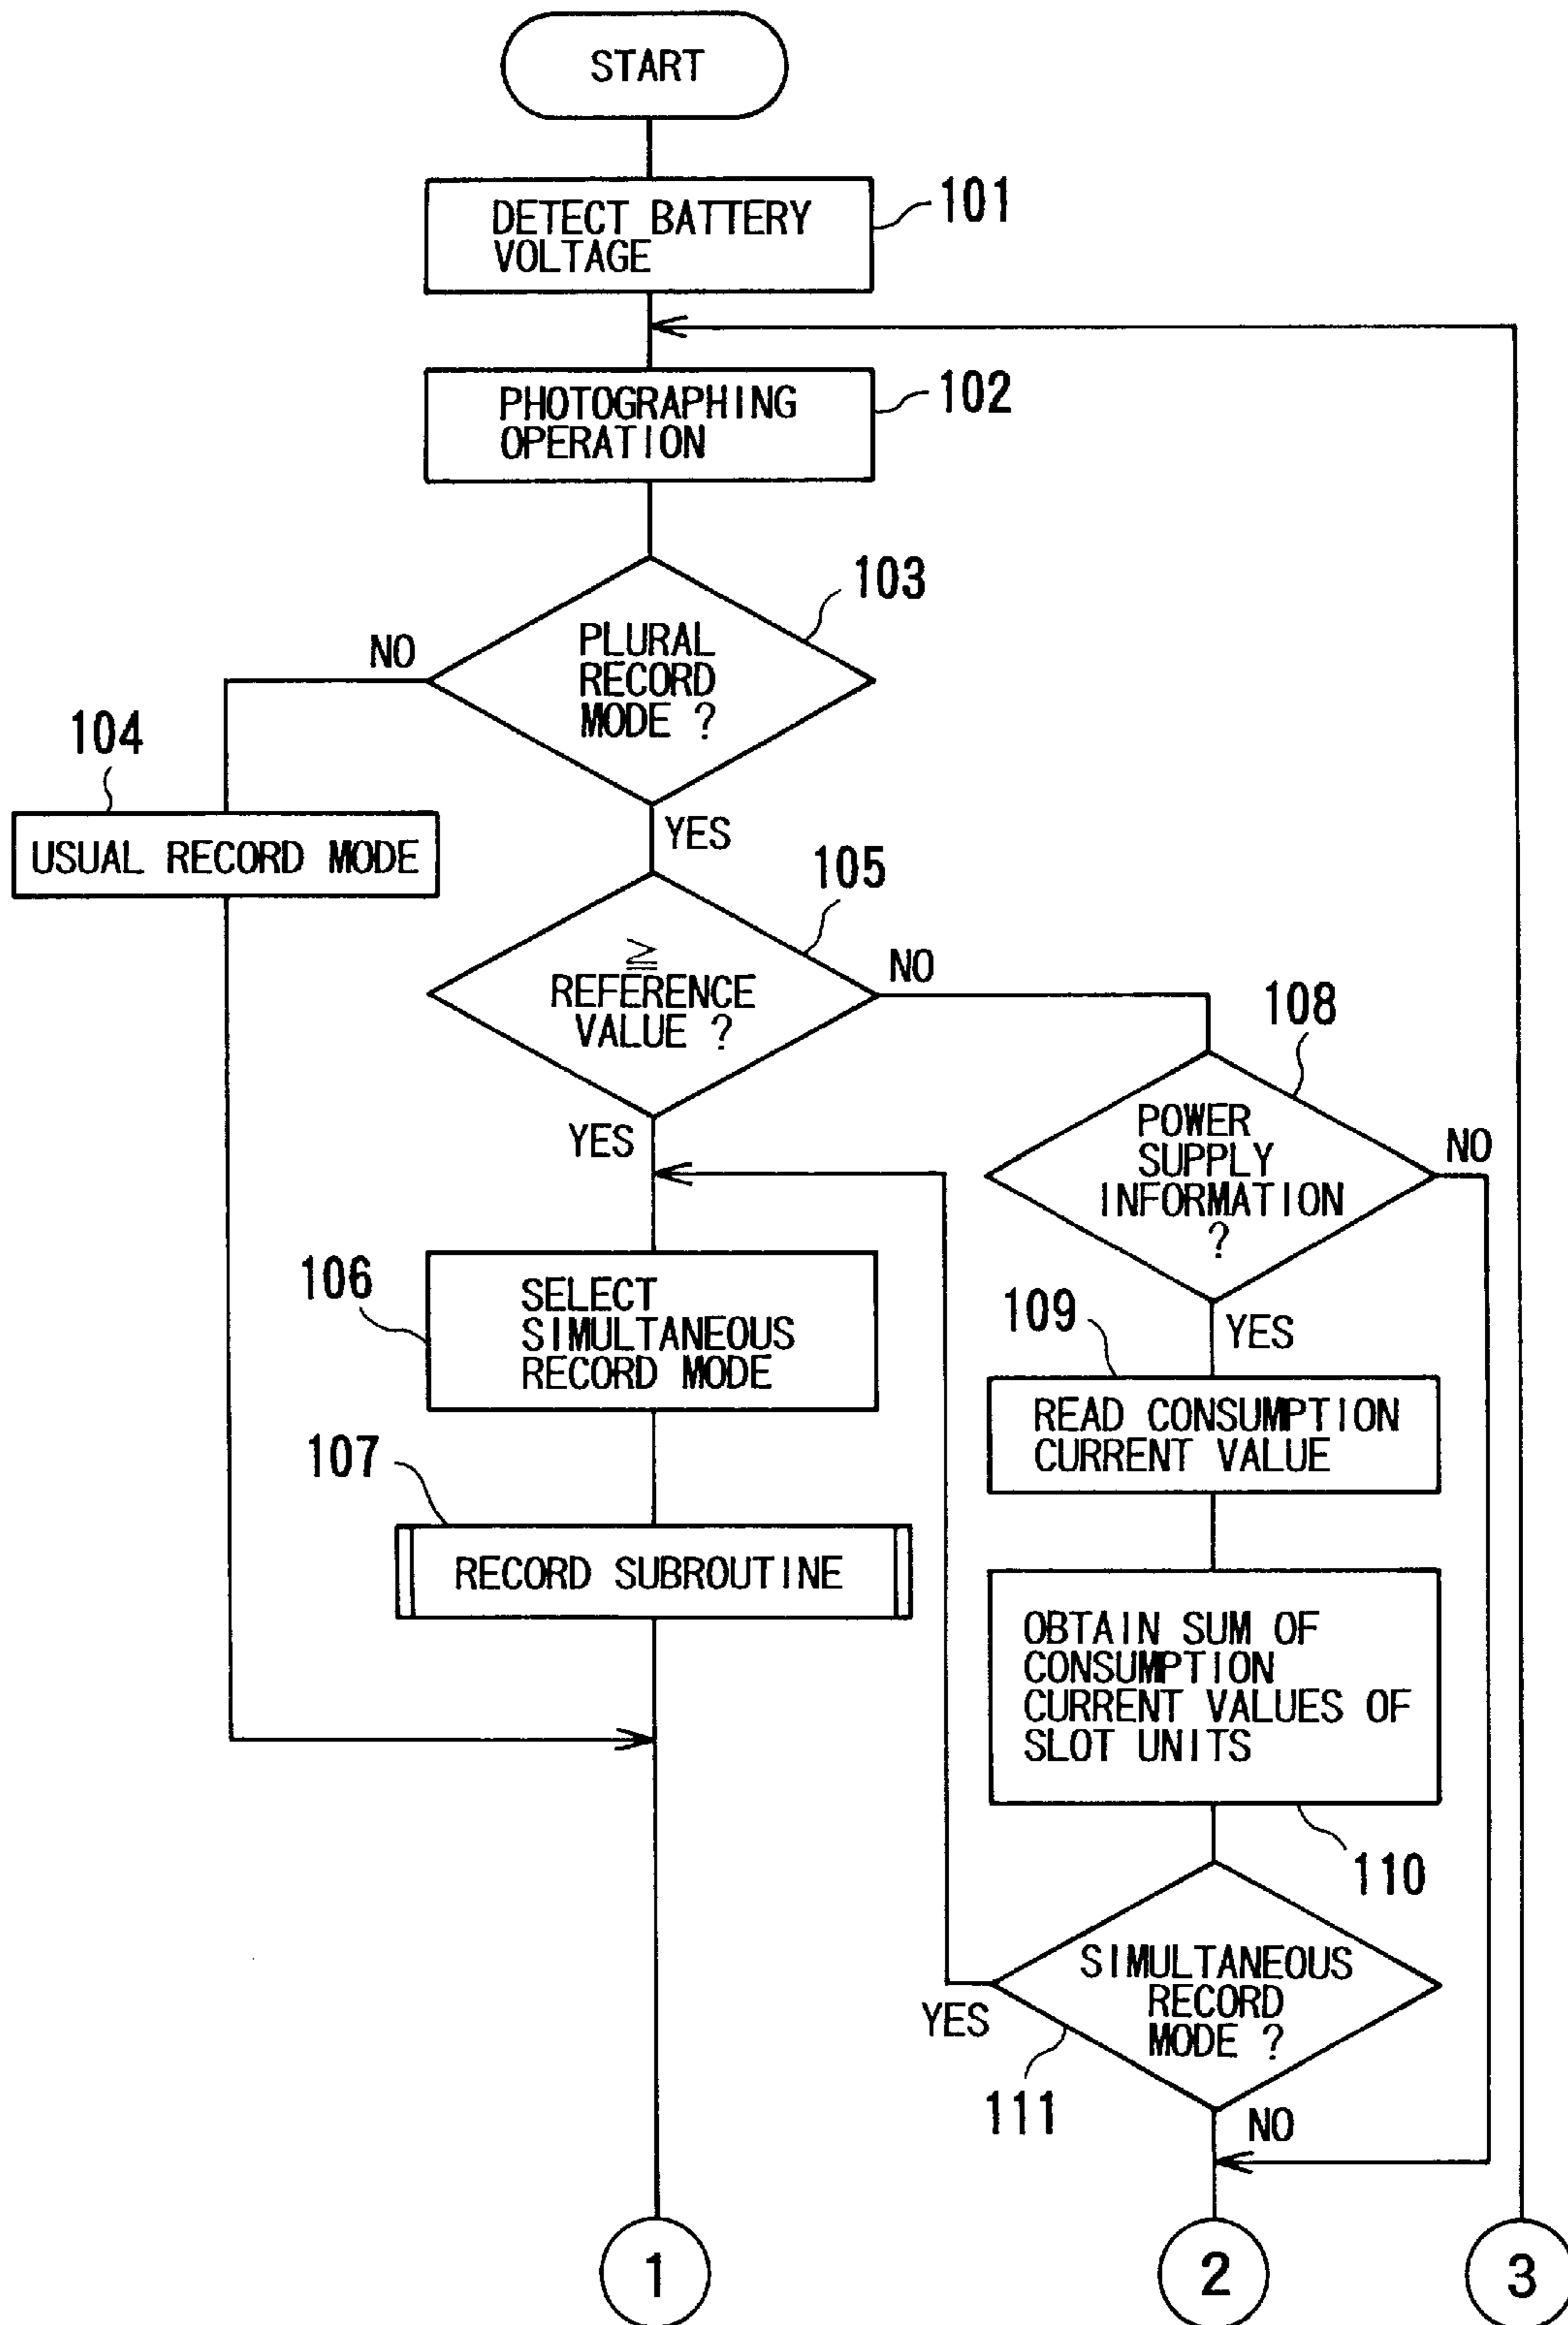 START
DETECT BATTERY
VOLTAGE
101
PHOTOGRAPHING
OPERATION
102
103
PLURAL
RECORD
MODE ?
NO
YES
104
USUAL RECORD MODE
105
≧
REFERENCE
VALUE ?
NO
YES
108
POWER
SUPPLY
INFORMATION
?
NO
YES
106
SELECT
SIMULTANEOUS
RECORD MODE
109
READ CONSUMPTION
CURRENT VALUE
107
RECORD SUBROUTINE
OBTAIN SUM OF
CONSUMPTION
CURRENT VALUES OF
SLOT UNITS
110
SIMULTANEOUS
RECORD
MODE ?
YES
111
NO
1
2
3